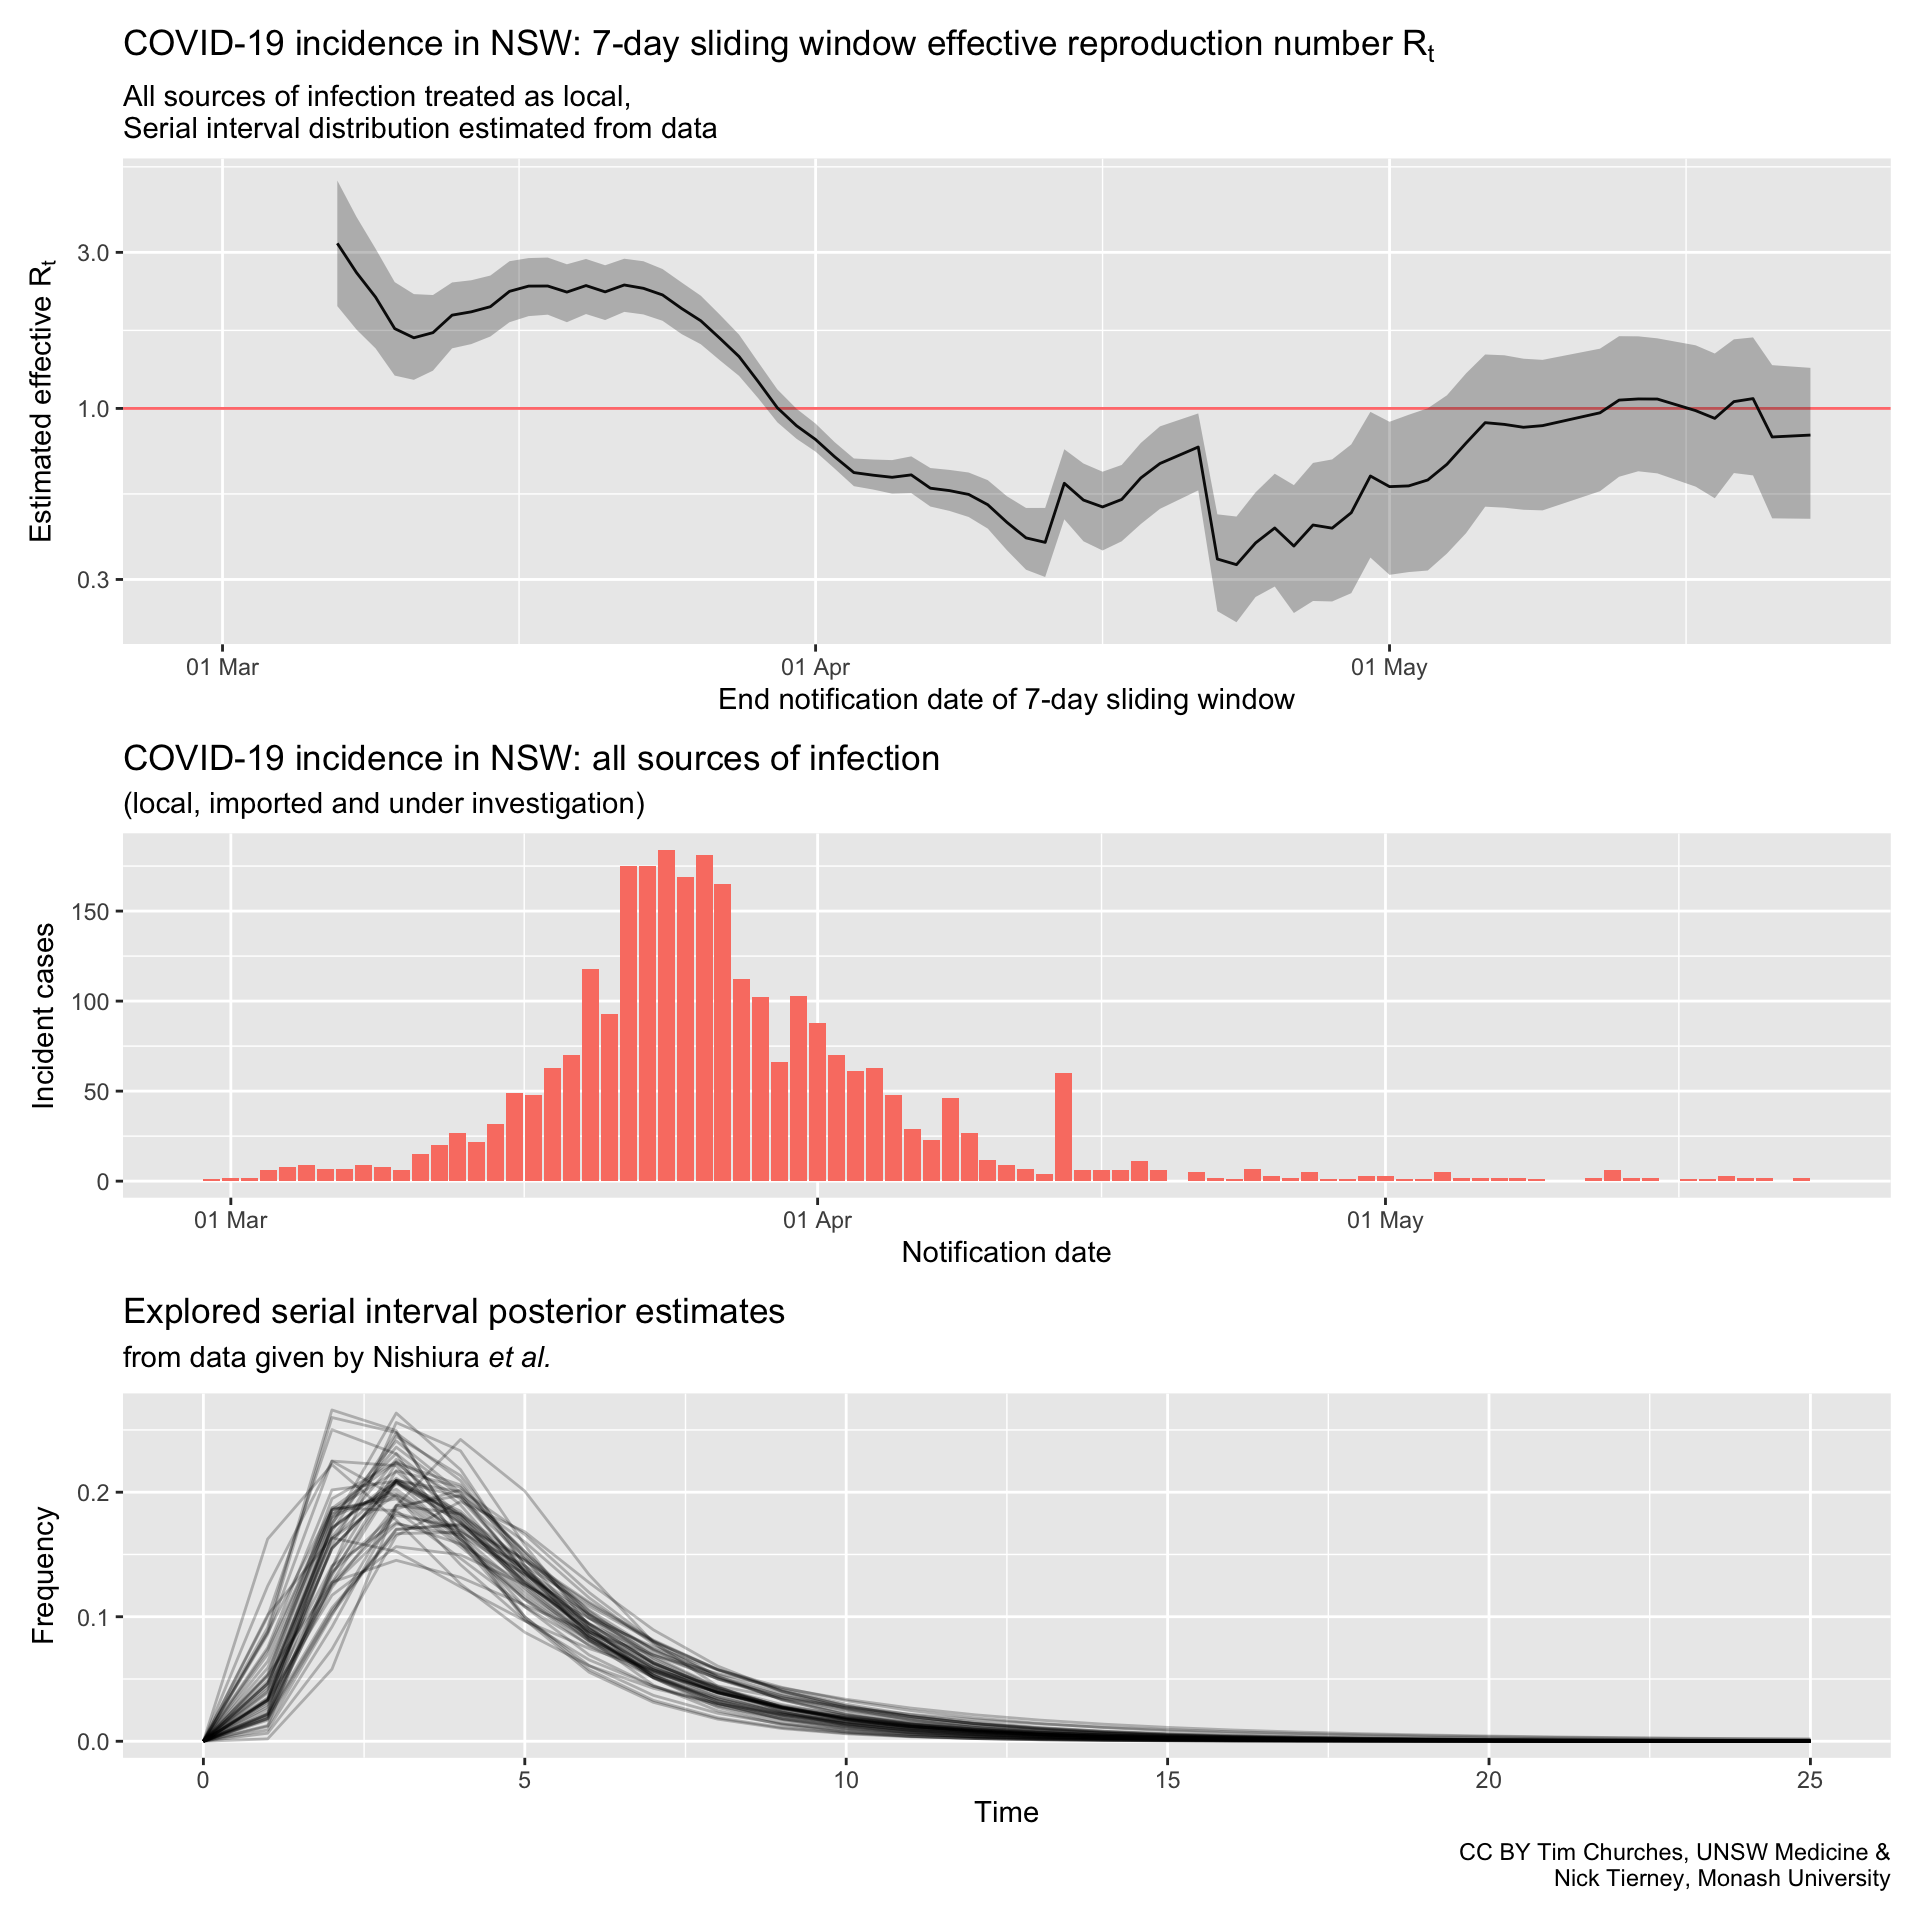 COVID-19 incidence in NSW: 7-day sliding window effective reproduction number Rt
All sources of infection treated as local,
Serial interval distribution estimated from data
Estimated effective Rt
3.0
1.0
0.3
01 Mar
01 Apr
01 May
End notification date of 7-day sliding window
COVID-19 incidence in NSW: all sources of infection
(local, imported and under investigation)
Incident cases
150
100
50
0
01 Mar
01 Apr
01 May
Notification date
Explored serial interval posterior estimates
from data given by Nishiura et al.
Frequency
0.2
0.1
0.0
0
5
10
15
20
25
Time
CC BY Tim Churches, UNSW Medicine &
Nick Tierney, Monash University